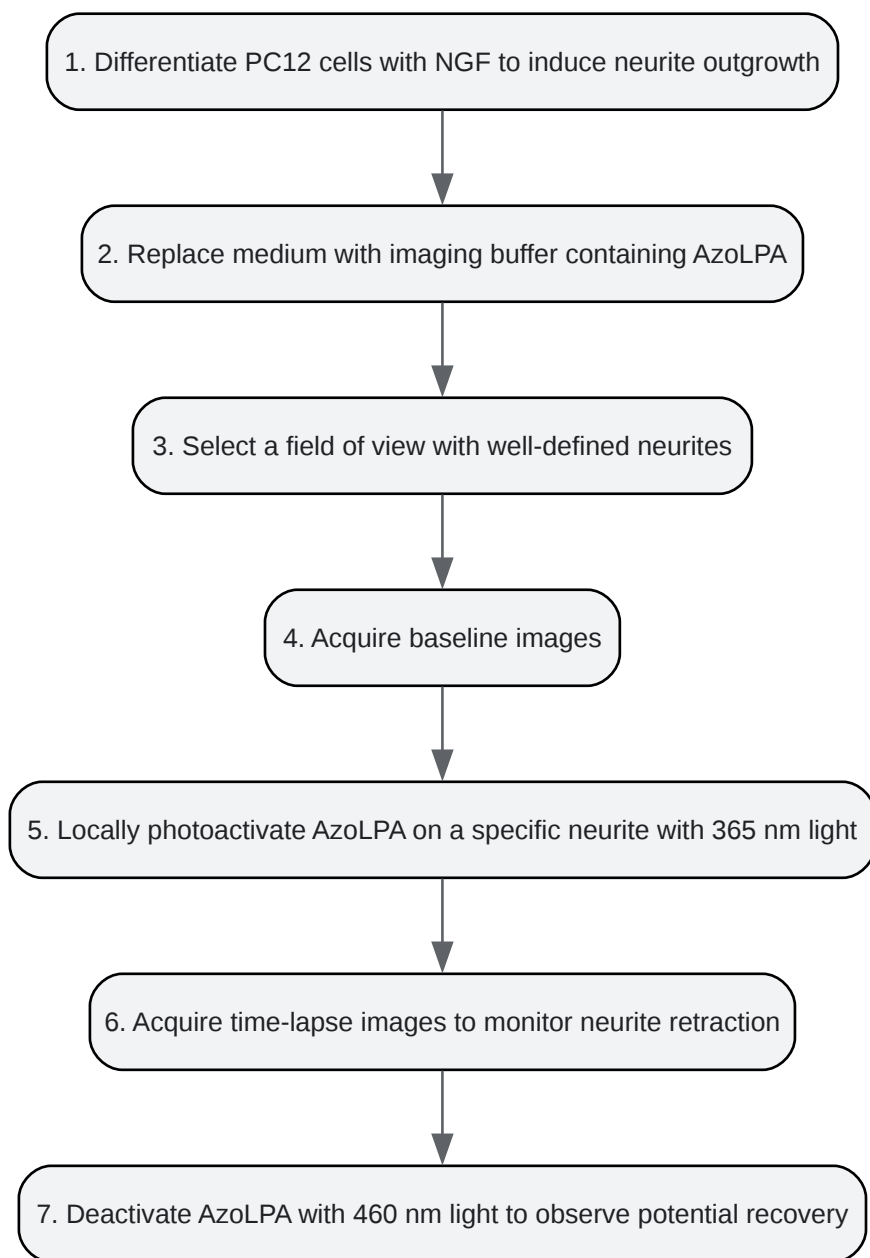 1. Differentiate PC12 cells with NGF to induce neurite outgrowth
2. Replace medium with imaging buffer containing AzoLPA
3. Select a field of view with well-defined neurites
4. Acquire baseline images
5. Locally photoactivate AzoLPA on a specific neurite with 365 nm light
6. Acquire time-lapse images to monitor neurite retraction
7. Deactivate AzoLPA with 460 nm light to observe potential recovery